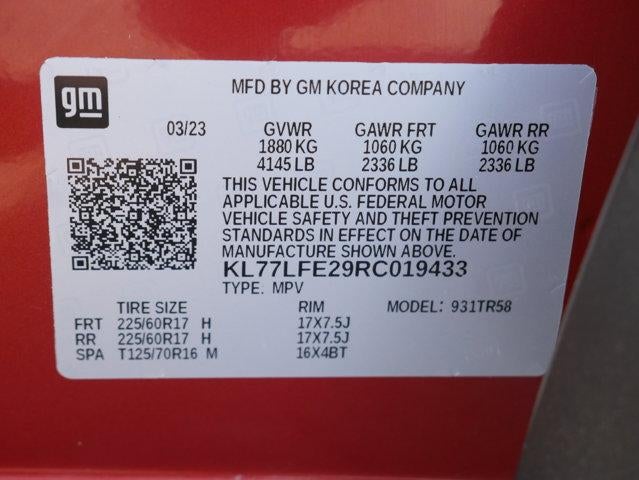 gm
MFD BY GM KOREA COMPANY
03/23 GVWR GAWR FRT GAWR RR
1880 KG 1060 KG 1060 KG
4145 LB 2336 LB 2336 LB
THIS VEHICLE CONFORMS TO ALL
APPLICABLE U.S. FEDERAL MOTOR
VEHICLE SAFETY AND THEFT PREVENTION
STANDARDS IN EFFECT ON THE DATE OF
MANUFACTURE SHOWN ABOVE.
KL77LFE29RC019433
TYPE. MPV
TIRE SIZE RIM MODEL: 931TR58
FRT 225/60R17 H 17X7.5J
RR 225/60R17 H 17X7.5J
SPA T125/70R16 M 16X4BT